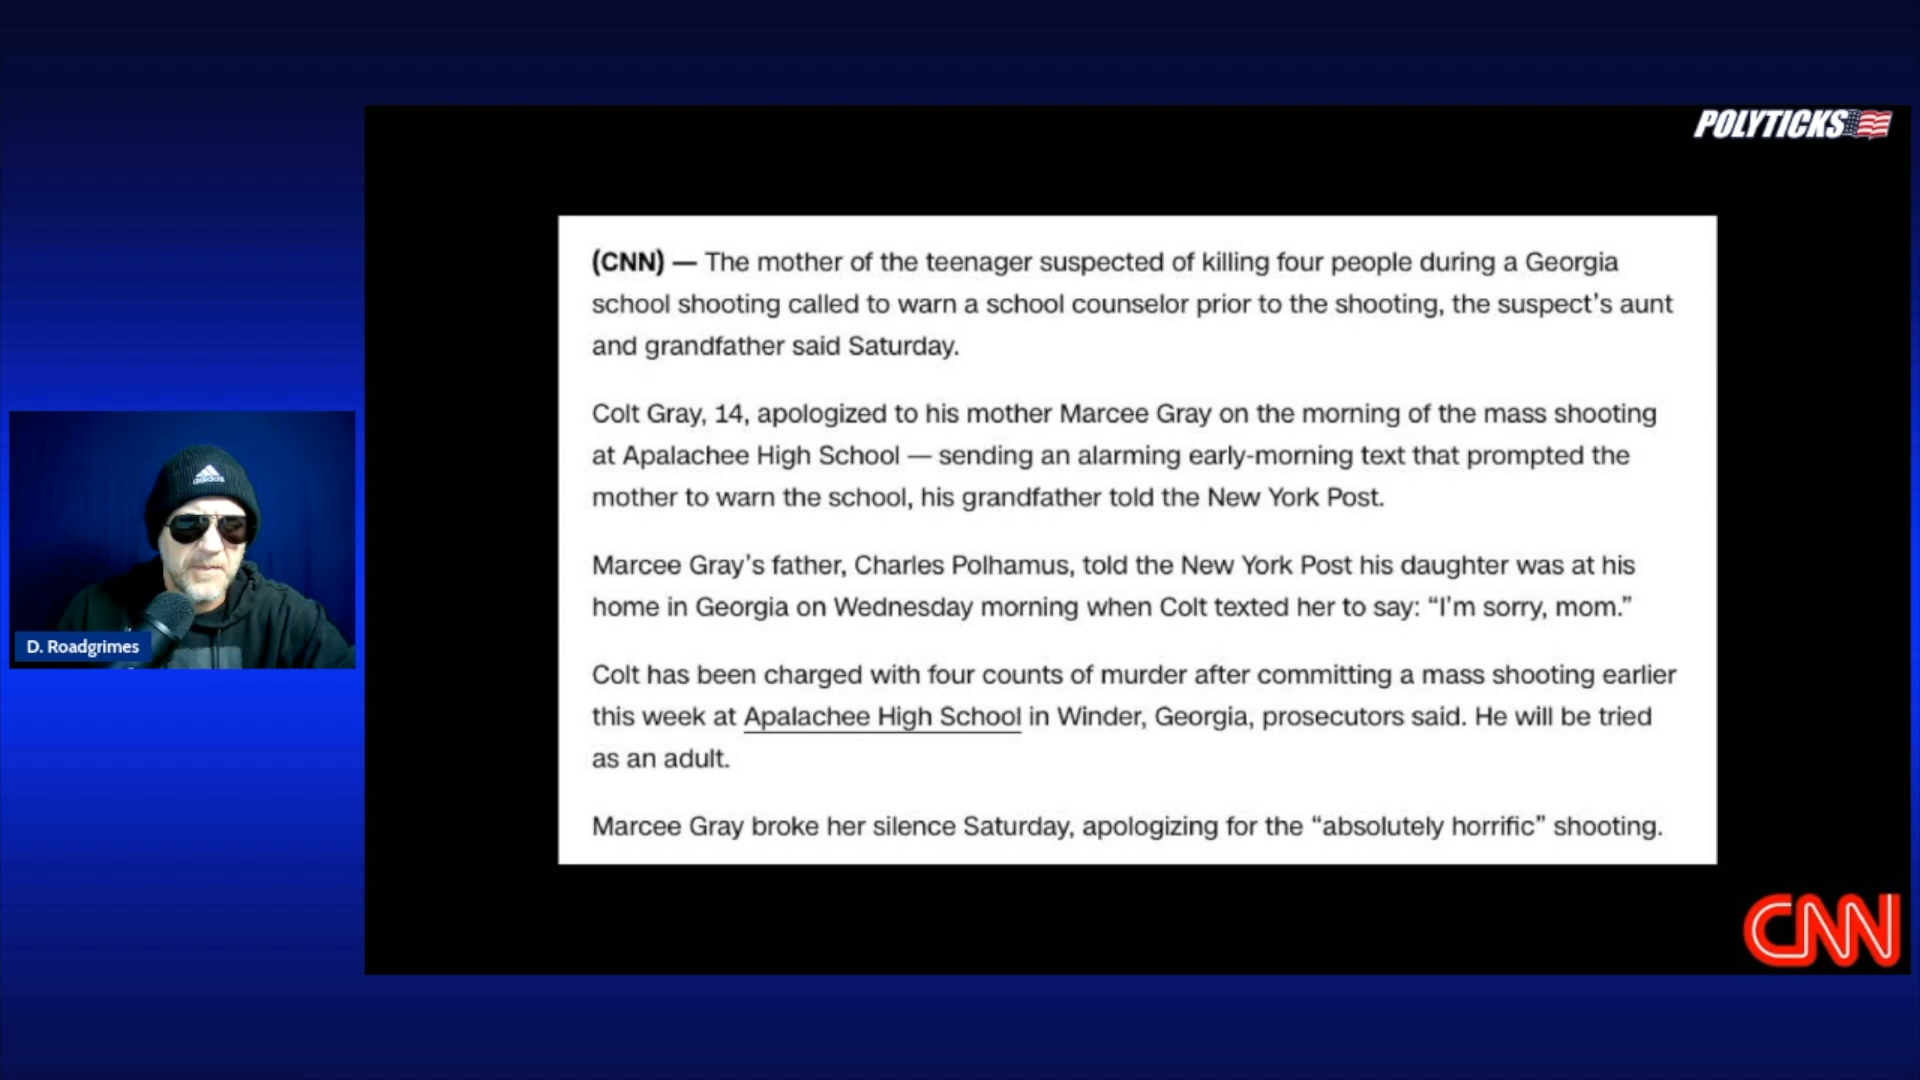 POLYTICKS
(CNN) — The mother of the teenager suspected of killing four people during a Georgia
school shooting called to warn a school counselor prior to the shooting, the suspect’s aunt
and grandfather said Saturday.
Colt Gray, 14, apologized to his mother Marcee Gray on the morning of the mass shooting
at Apalachee High School — sending an alarming early-morning text that prompted the
mother to warn the school, his grandfather told the New York Post.
Marcee Gray’s father, Charles Polhamus, told the New York Post his daughter was at his
home in Georgia on Wednesday morning when Colt texted her to say: “I’m sorry, mom.”
Colt has been charged with four counts of murder after committing a mass shooting earlier
this week at Apalachee High School in Winder, Georgia, prosecutors said. He will be tried
as an adult.
Marcee Gray broke her silence Saturday, apologizing for the “absolutely horrific” shooting.
adidas
D. Roadgrimes
CNN